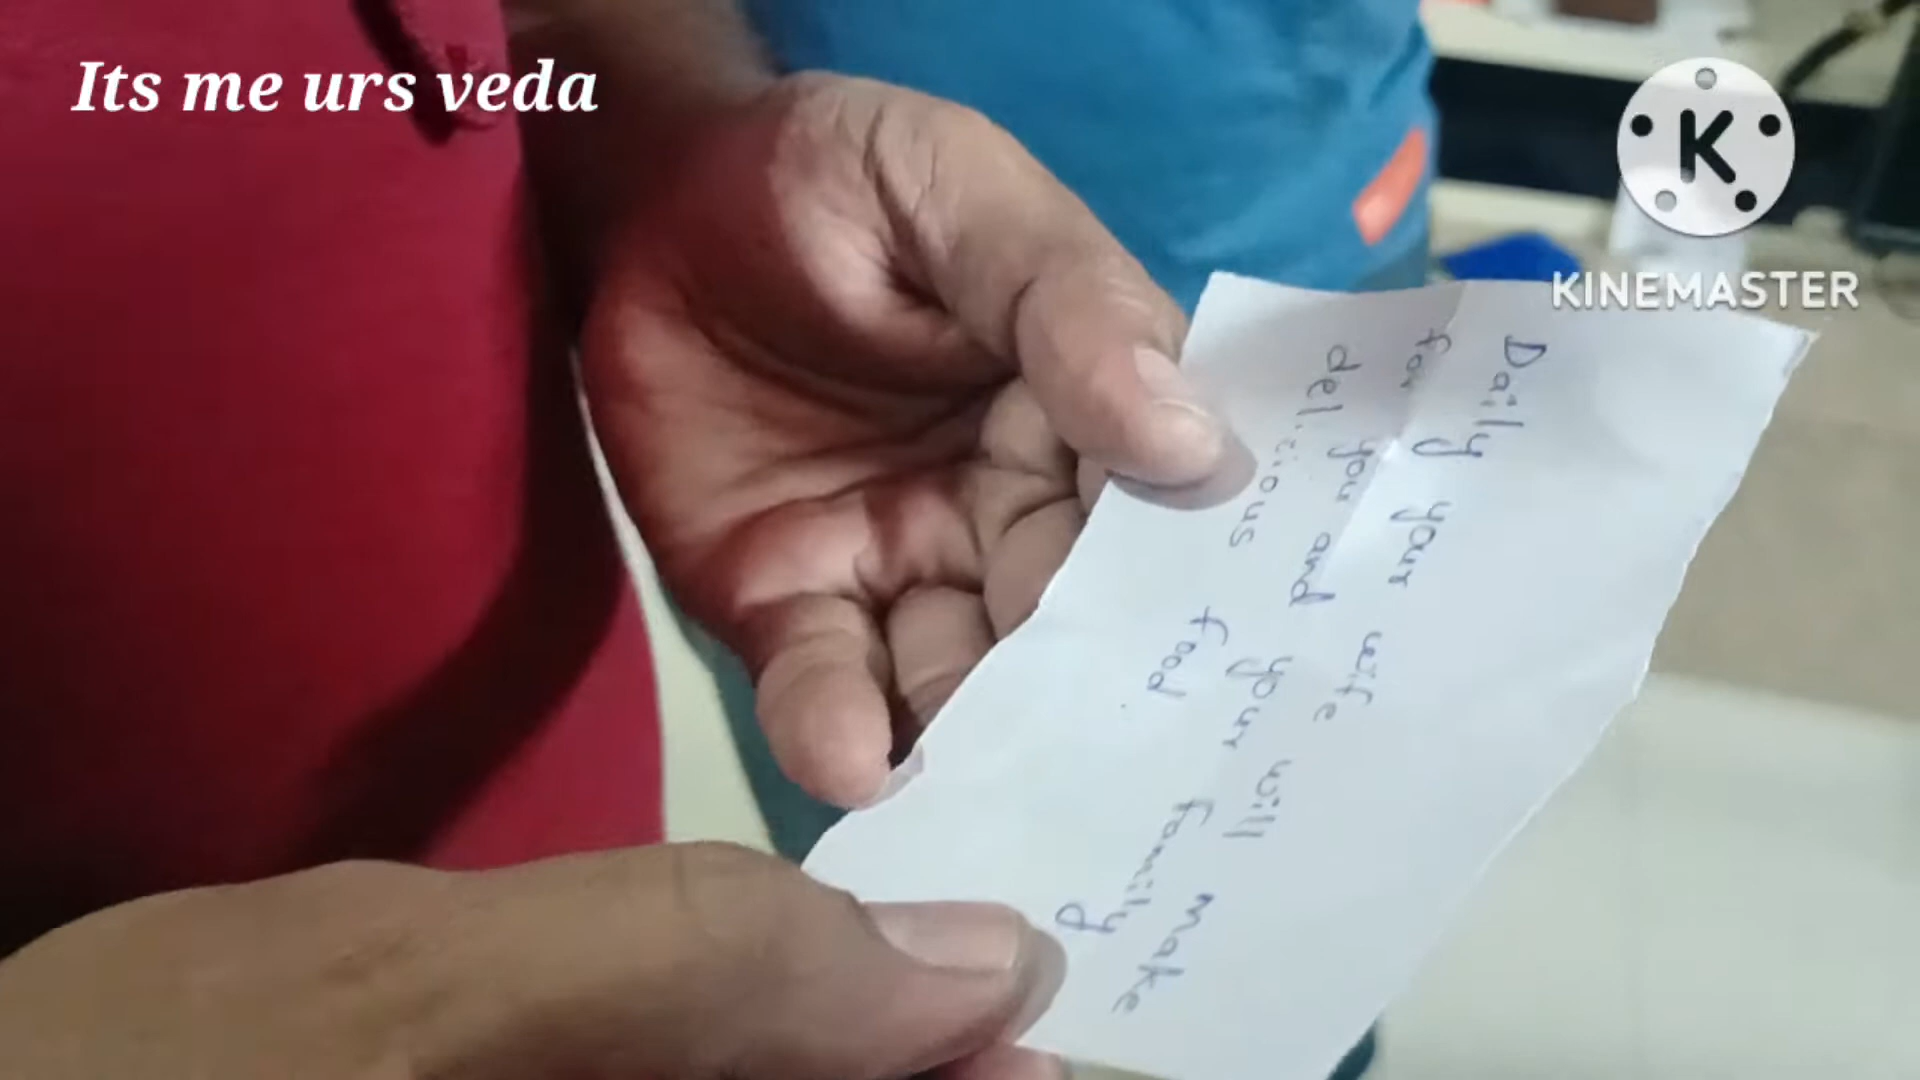 Its me urs veda
K
KINEMASTER
Daily your wife will make
for you and your family
a
delicious food.